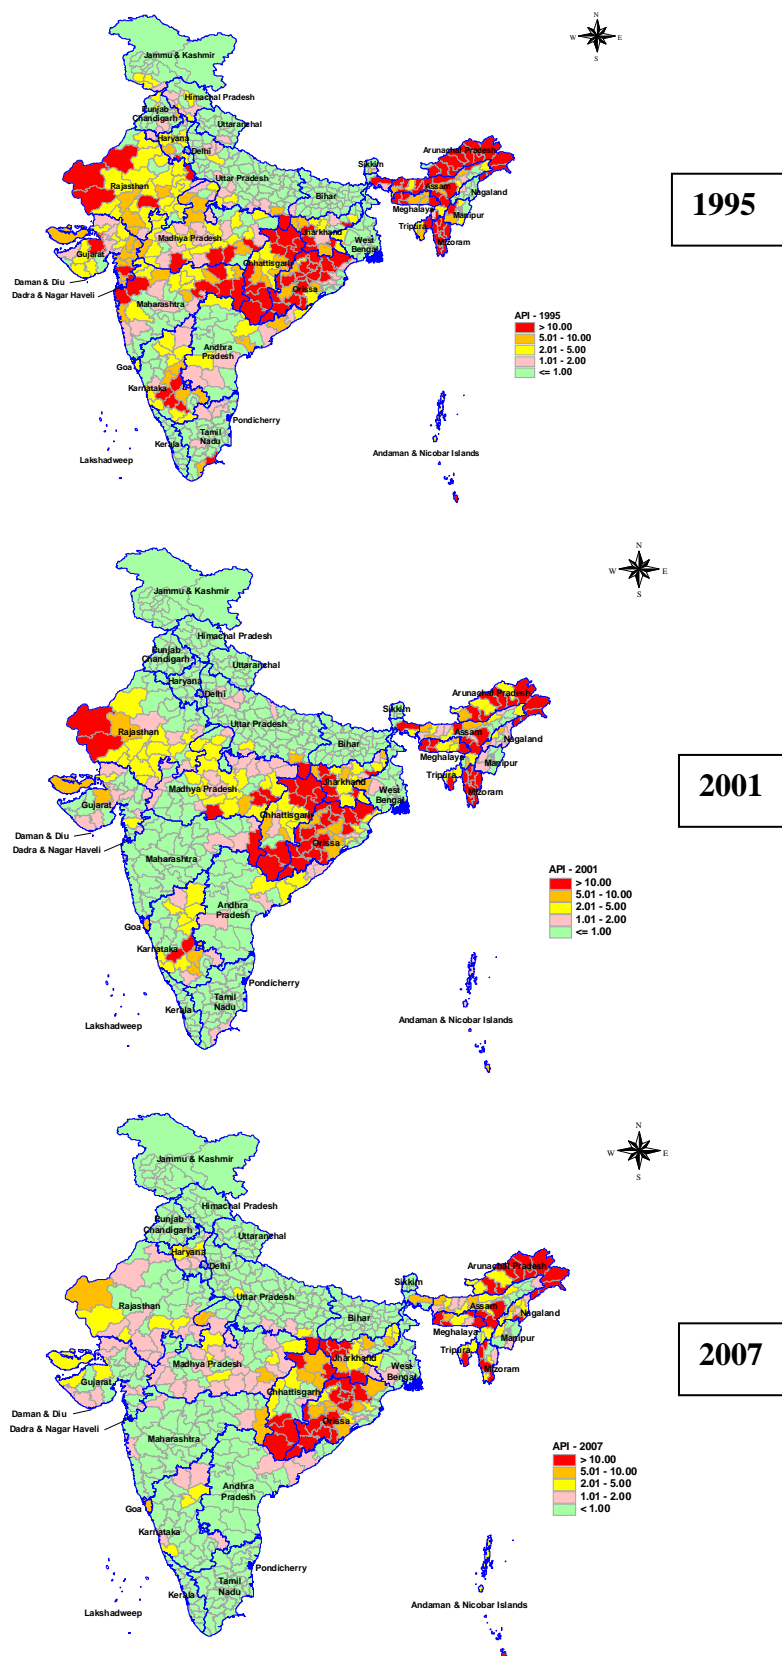 N
W E
S
Jammu & Kashmir
Himachal Pradesh
Punjab
Chandigarh
Uttaranchal
Haryana
Delhi
Rajasthan
Uttar Pradesh
Sikkim
Arunachal Pradesh
Assam
Nagaland
Bihar
Meghalaya
Manipur
Tripura
Mizoram
Jharkhand
West
Bengal
Madhya Pradesh
Gujarat
Chhattisgarh
Daman & Diu
Dadra & Nagar Haveli
Orissa
Maharashtra
Andhra
Pradesh
Goa
Karnataka
Pondicherry
Tamil
Nadu
Kerala
Lakshadweep
Andaman & Nicobar Islands
1995
API - 1995
> 10.00
5.01 - 10.00
2.01 - 5.00
1.01 - 2.00
<= 1.00
N
W E
S
Jammu & Kashmir
Himachal Pradesh
Punjab
Chandigarh
Uttaranchal
Haryana
Delhi
Rajasthan
Uttar Pradesh
Sikkim
Arunachal Pradesh
Assam
Nagaland
Bihar
Meghalaya
Manipur
Tripura
Mizoram
Jharkhand
West
Bengal
Madhya Pradesh
Gujarat
Chhattisgarh
Daman & Diu
Dadra & Nagar Haveli
Orissa
Maharashtra
Andhra
Pradesh
Goa
Karnataka
Pondicherry
Tamil
Nadu
Kerala
Lakshadweep
Andaman & Nicobar Islands
2001
API - 2001
> 10.00
5.01 - 10.00
2.01 - 5.00
1.01 - 2.00
<= 1.00
N
W E
S
Jammu & Kashmir
Himachal Pradesh
Punjab
Chandigarh
Uttaranchal
Haryana
Delhi
Rajasthan
Uttar Pradesh
Sikkim
Arunachal Pradesh
Assam
Nagaland
Bihar
Meghalaya
Manipur
Tripura
Mizoram
Jharkhand
West
Bengal
Madhya Pradesh
Gujarat
Chhattisgarh
Daman & Diu
Dadra & Nagar Haveli
Orissa
Maharashtra
Andhra
Pradesh
Goa
Karnataka
Pondicherry
Tamil
Nadu
Kerala
Lakshadweep
Andaman & Nicobar Islands
2007
API - 2007
> 10.00
5.01 - 10.00
2.01 - 5.00
1.01 - 2.00
< 1.00